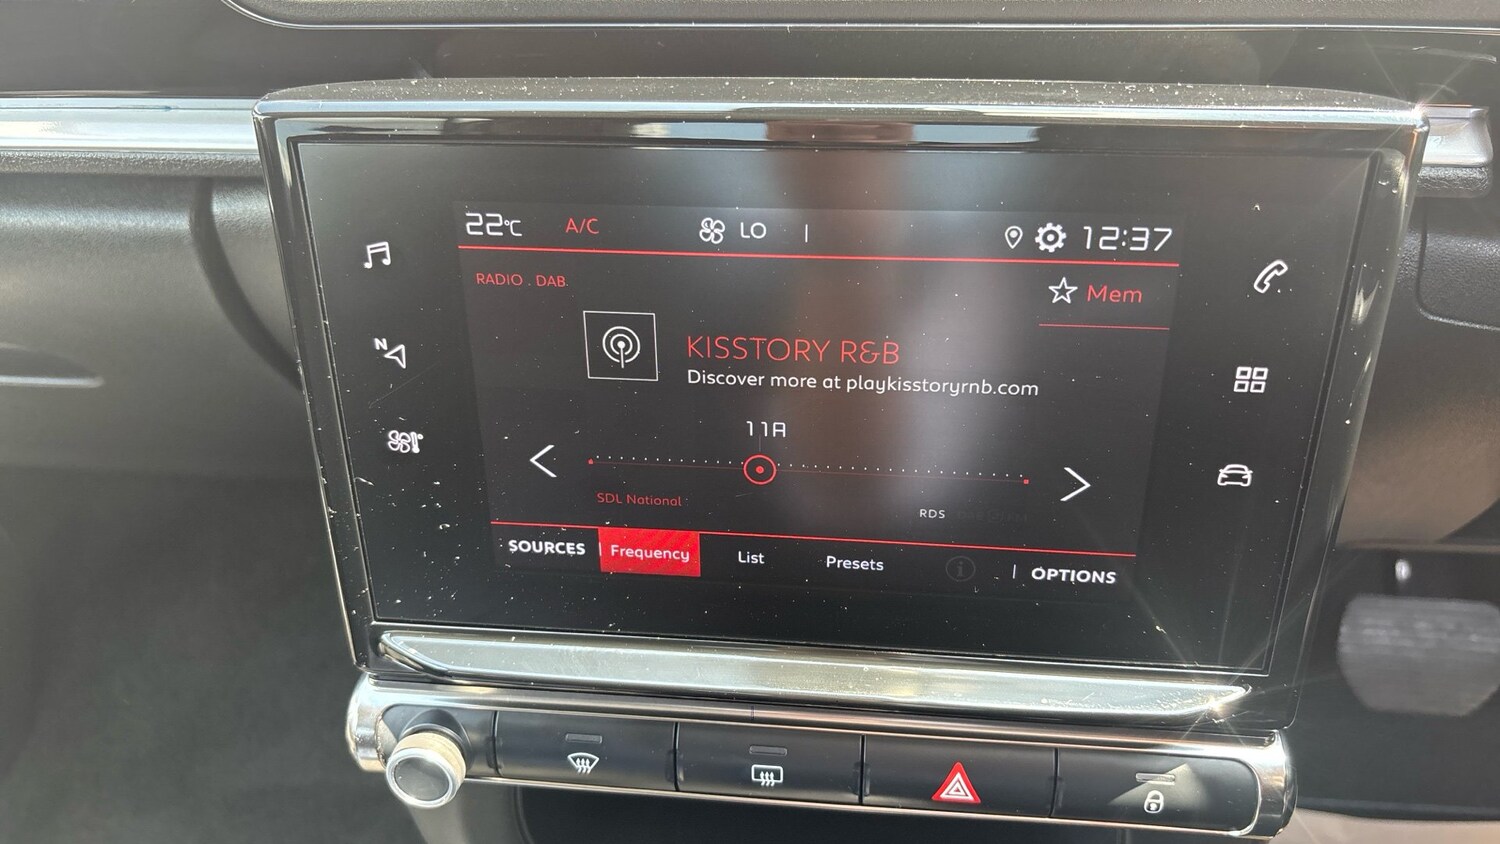 22°C A/C LO | 12:37
RADIO . DAB
Mem
KISSTORY R&B
Discover more at playkisstoryrnb.com
11A
SDL National
RDS
SOURCES | Frequency List Presets i | OPTIONS
N